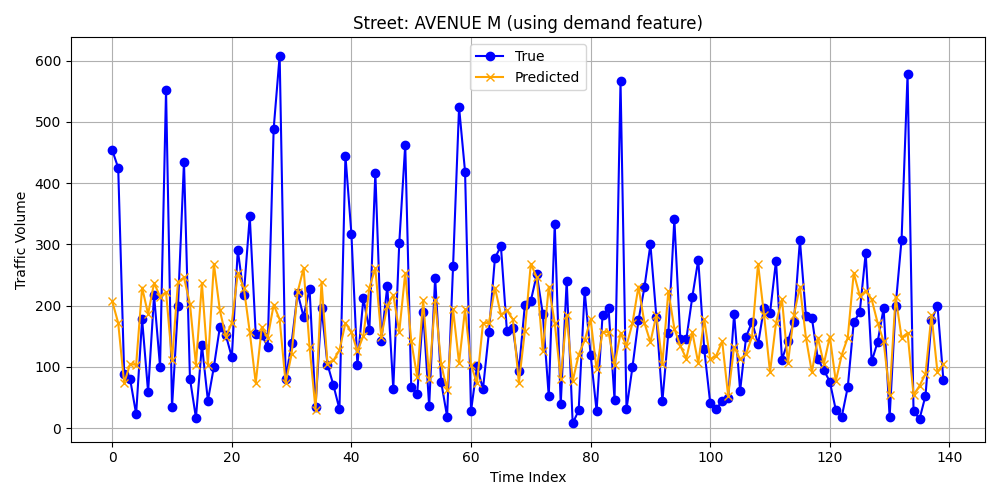 Street: AVENUE M (using demand feature)
True
Predicted
Traffic Volume
600
500
400
300
200
100
0
0 20 40 60 80 100 120 140
Time Index